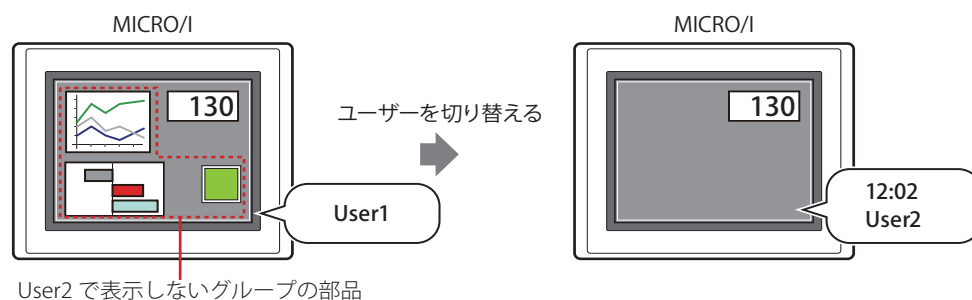 MICRO/I
MICRO/I
130
ユーザーを切り替える
130
User1
12:02
User2
User2 で表示しないグループの部品